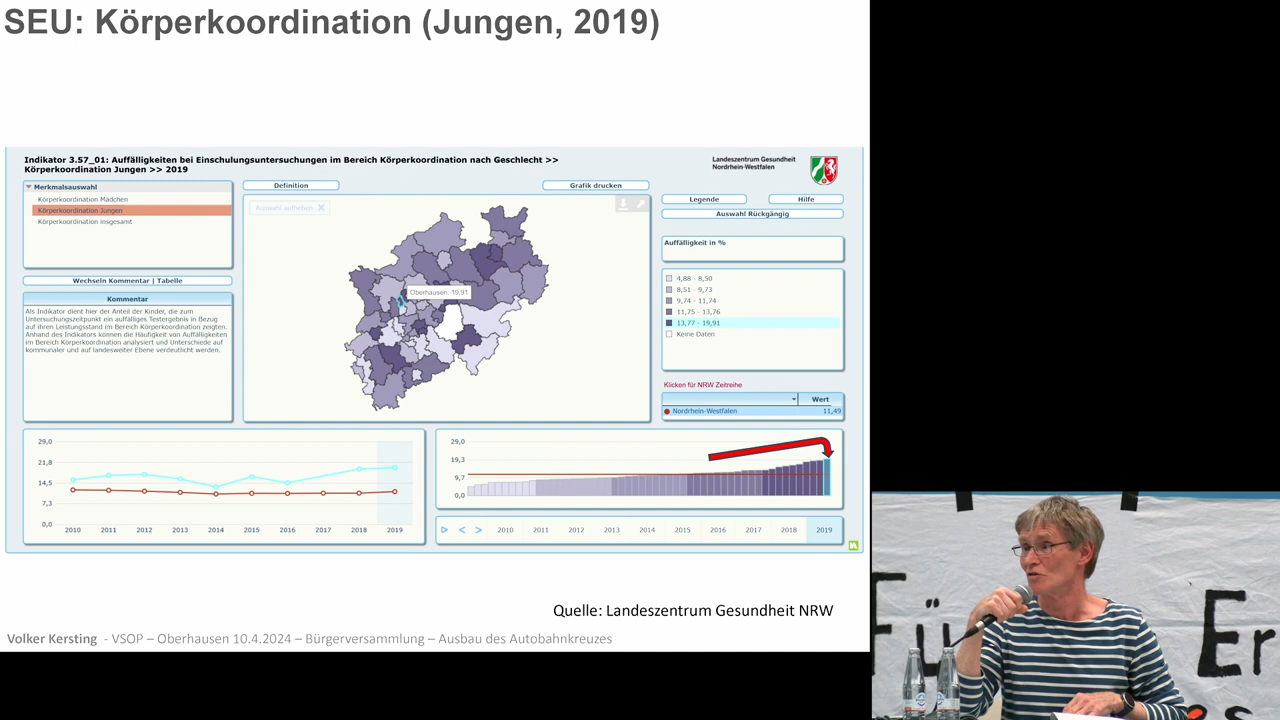 SEU: Körperkoordination (Jungen, 2019)
Indikator 3.57_01: Auffälligkeiten bei Einschulungsuntersuchungen im Bereich Körperkoordination nach Geschlecht >>
Körperkoordination Jungen >> 2019
Landeszentrum Gesundheit
Nordrhein-Westfalen
Merkmalsauswahl
Körperkoordination Mädchen
Körperkoordination Jungen
Körperkoordination insgesamt
Definition
Grafik drucken
Auswahl aufheben
Legende
Hilfe
Auswahl Rückgängig
Auffälligkeit in %
4,88 - 8,50
8,51 - 9,73
9,74 - 11,74
11,75 - 13,76
13,77 - 19,91
Keine Daten
Oberhausen: 19,91
Wechseln Kommentar | Tabelle
Kommentar
Als Indikator dient hier der Anteil der Kinder, die zum
Untersuchungszeitpunkt ein auffälliges Testergebnis in Bezug
auf ihren Leistungsstand im Bereich Körperkoordination zeigten.
Anhand des Indikators können die Häufigkeit von Auffälligkeiten
im Bereich Körperkoordination analysiert und Unterschiede auf
kommunaler und auf landesweiter Ebene verdeutlicht werden.
Klicken für NRW Zeitreihe
Wert
Nordrhein-Westfalen 11,49
29,0
21,8
14,5
7,3
0,0
2010 2011 2012 2013 2014 2015 2016 2017 2018 2019
29,0
19,3
9,7
0,0
2010 2011 2012 2013 2014 2015 2016 2017 2018 2019
Quelle: Landeszentrum Gesundheit NRW
Volker Kersting - VSOP – Oberhausen 10.4.2024 – Bürgerversammlung – Ausbau des Autobahnkreuzes
Für Er